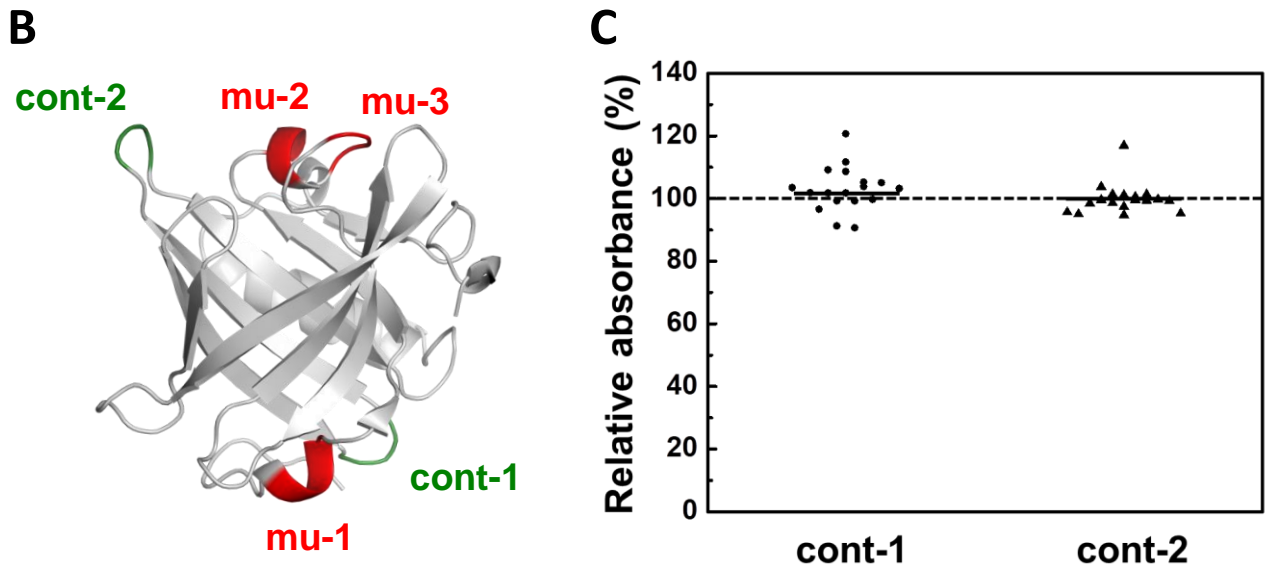 B
cont-2
mu-2
mu-3
cont-1
mu-1
C
Relative absorbance (%)
140
120
100
80
60
40
20
0
cont-1
cont-2